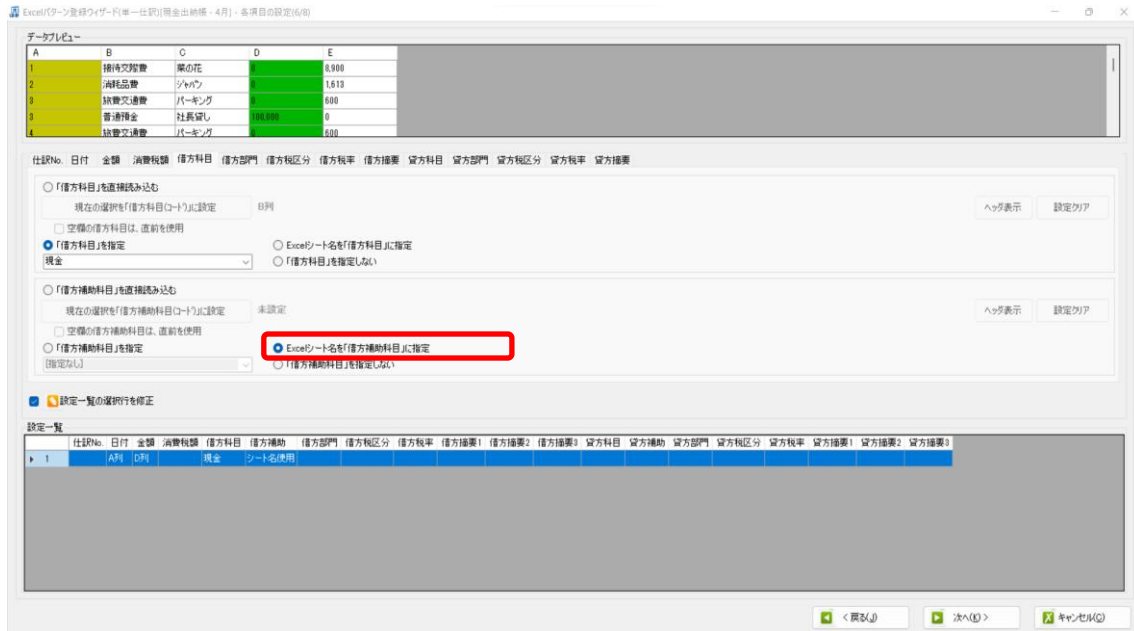 Excelパターン登録ウィザード(単一仕訳)[現金出納帳 - 4月] - 各項目の設定(6/8)
データプレビュー
A B C D E
1 接待交際費 菜の花 0 8,900
2 消耗品費 ジャパン 0 1,613
3 旅費交通費 パーキング 0 600
3 普通預金 社長貸し 100,000 0
4 旅費交通費 パーキング 0 600
仕訳No. 日付 金額 消費税額 借方科目 借方部門 借方税区分 借方税率 借方摘要 貸方科目 貸方部門 貸方税区分 貸方税率 貸方摘要
「借方科目」を直接読み込む
現在の選択を「借方科目(コード)」に設定 B列 ヘッダ表示 設定クリア
空欄の借方科目は、直前を使用
「借方科目」を指定 Excelシート名を「借方科目」に指定
現金 「借方科目」を指定しない
「借方補助科目」を直接読み込む
現在の選択を「借方補助科目(コード)」に設定 未設定 ヘッダ表示 設定クリア
空欄の借方補助科目は、直前を使用
「借方補助科目」を指定 Excelシート名を「借方補助科目」に指定
[指定なし] 「借方補助科目」を指定しない
設定一覧の選択行を修正
設定一覧
仕訳No. 日付 金額 消費税額 借方科目 借方補助 借方部門 借方税区分 借方税率 借方摘要1 借方摘要2 借方摘要3 貸方科目 貸方補助 貸方部門 貸方税区分 貸方税率 貸方摘要1 貸方摘要2 貸方摘要3
1 A列 D列 現金 シート名使用
< 戻る(J) 次へ(K) > キャンセル(C)